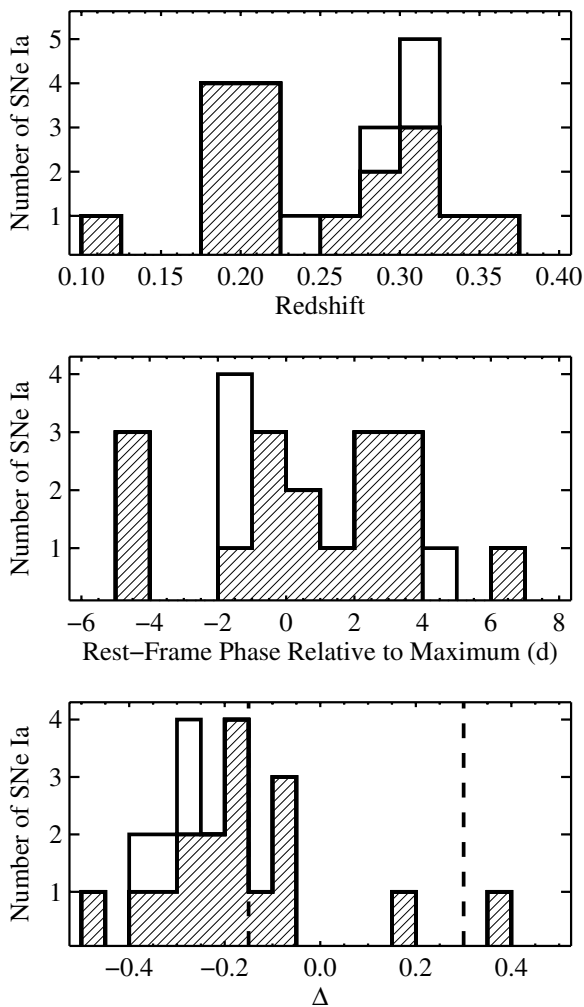 Number of SNe Ia
5
4
3
2
1
0.10 0.15 0.20 0.25 0.30 0.35 0.40
Redshift
Number of SNe Ia
4
3
2
1
−6 −4 −2 0 2 4 6 8
Rest−Frame Phase Relative to Maximum (d)
Number of SNe Ia
4
3
2
1
−0.4 −0.2 0.0 0.2 0.4
Δ